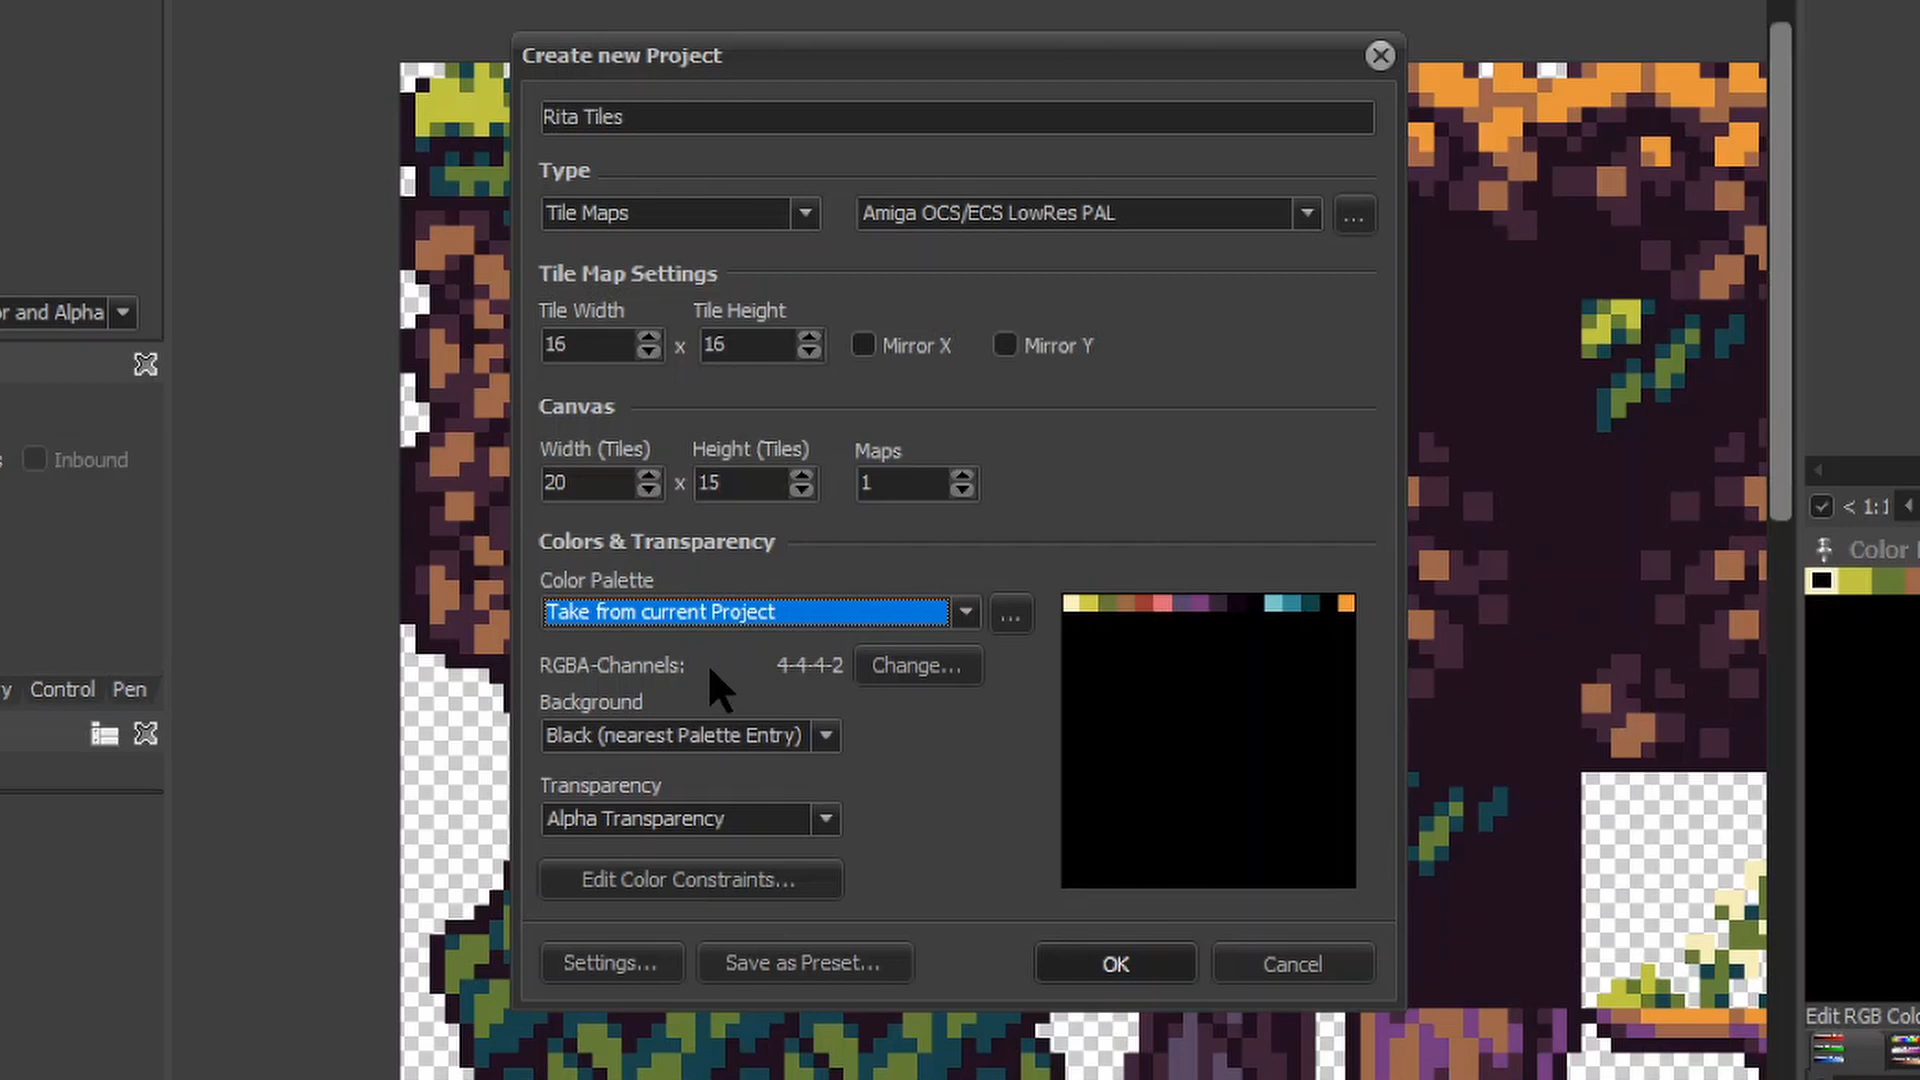 Create new Project
Rita Tiles
Type
Tile Maps
Amiga OCS/ECS LowRes PAL
...
Tile Map Settings
Tile Width
Tile Height
16
x
16
Mirror X
Mirror Y
Canvas
Width (Tiles)
Height (Tiles)
Maps
20
x
15
1
Colors & Transparency
Color Palette
Take from current Project
...
RGBA-Channels:
4-4-4-2
Change...
Background
Black (nearest Palette Entry)
Transparency
Alpha Transparency
Edit Color Constraints...
Settings...
Save as Preset...
OK
Cancel
and Alpha
Inbound
Control
Pen
< 1:1
Color
Edit RGB